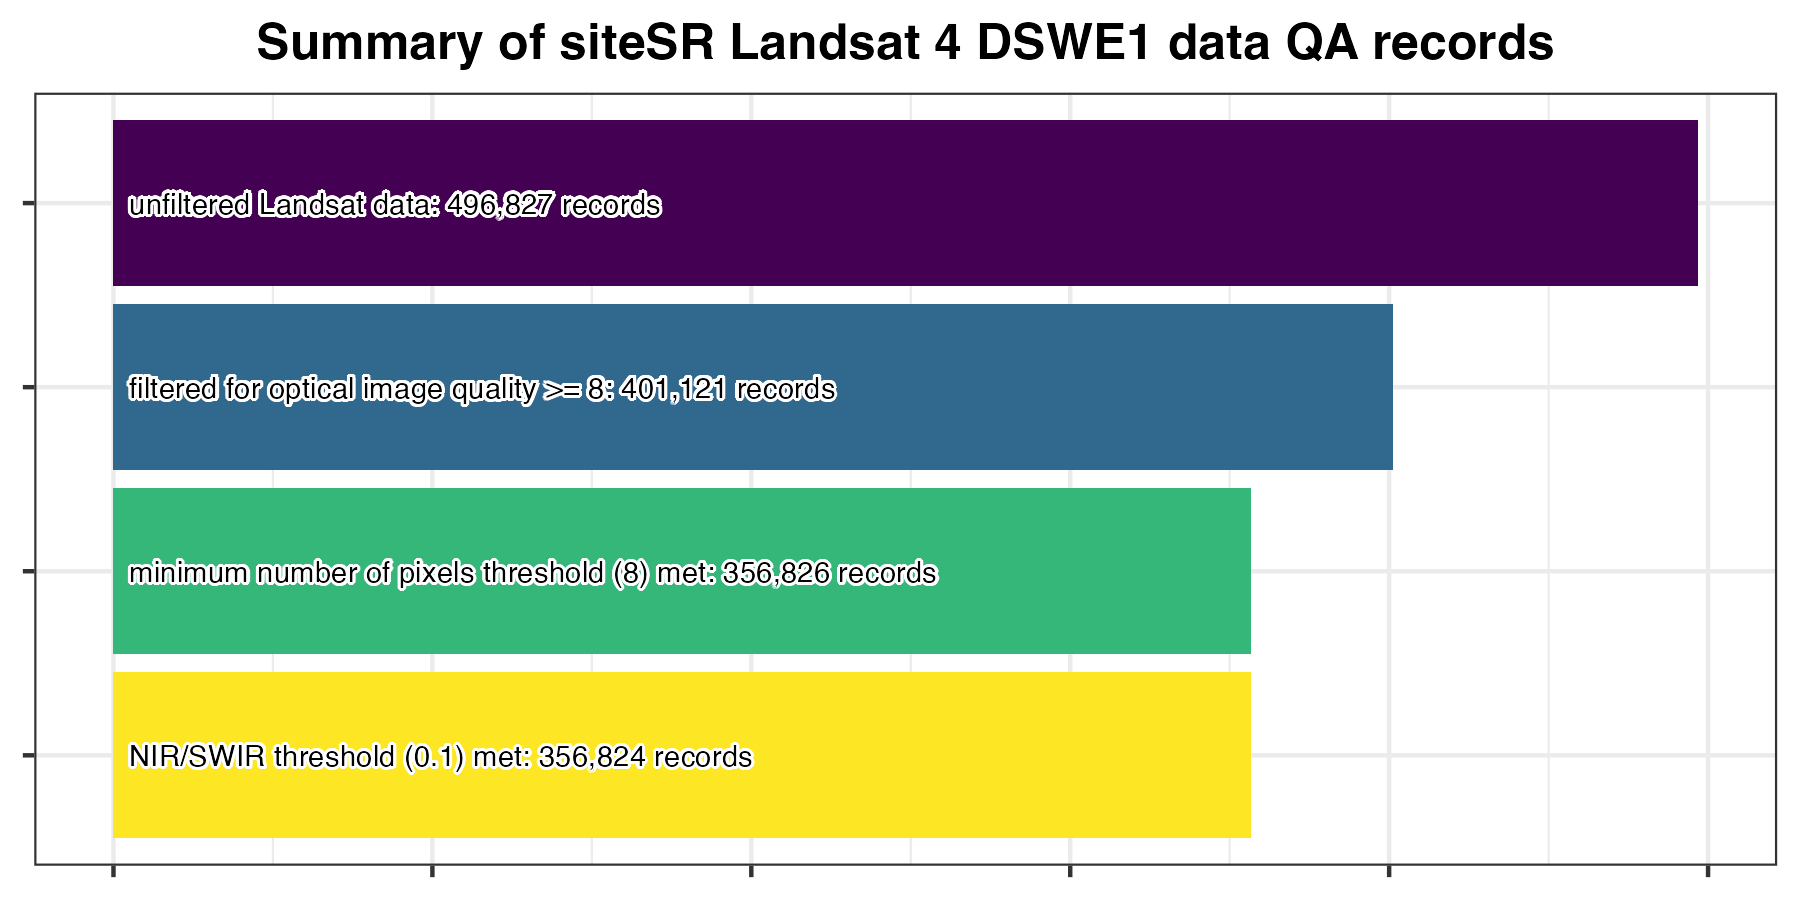 Summary of siteSR Landsat 4 DSWE1 data QA records
unfiltered Landsat data: 496,827 records
filtered for optical image quality >= 8: 401,121 records
minimum number of pixels threshold (8) met: 356,826 records
NIR/SWIR threshold (0.1) met: 356,824 records